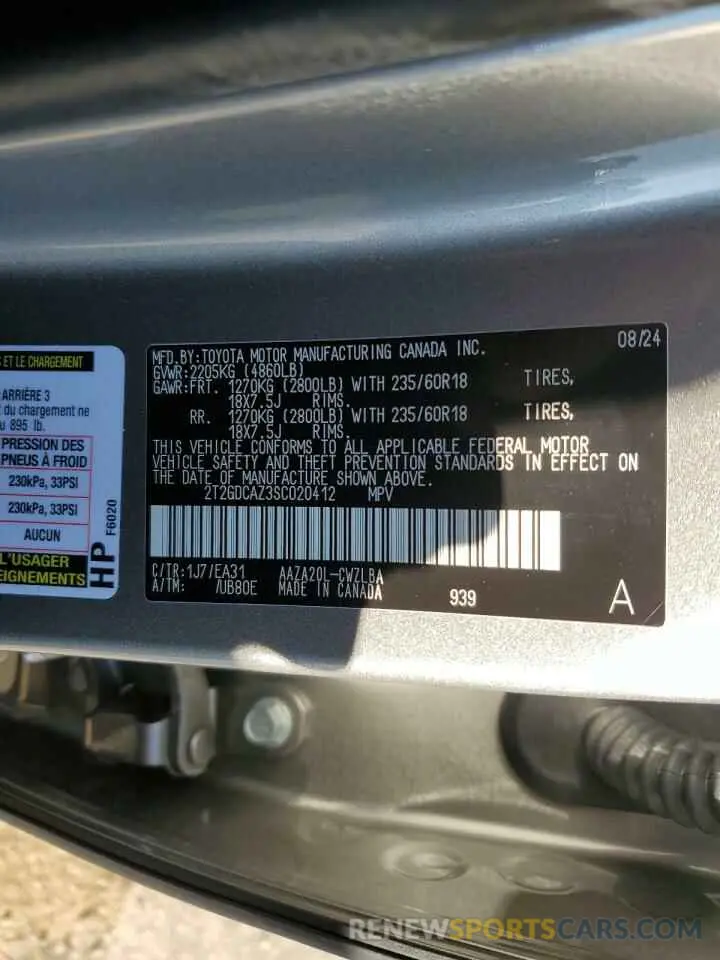 S ET LE CHARGEMENT
ARRIÈRE 3
du chargement ne
895 lb.
PRESSION DES
PNEUS À FROID
230kPa, 33PSI
230kPa, 33PSI
AUCUN
L'USAGER
EIGNEMENTS
HP
F6020
08/24
MFD.BY:TOYOTA MOTOR MANUFACTURING CANADA INC.
GVWR:2205KG (4860LB)
GAWR:FRT. 1270KG (2800LB) WITH 235/60R18 TIRES,
18X7.5J RIMS.
RR. 1270KG (2800LB) WITH 235/60R18 TIRES,
18X7.5J RIMS.
THIS VEHICLE CONFORMS TO ALL APPLICABLE FEDERAL MOTOR
VEHICLE SAFETY AND THEFT PREVENTION STANDARDS IN EFFECT ON
THE DATE OF MANUFACTURE SHOWN ABOVE.
2T2GDCAZ3SC020412 MPV
C/TR:1J7/EA31 AAZA20L-CWZLBA
A/TM: /UB80E MADE IN CANADA 939 A
RENEWSPORTSCARS.COM